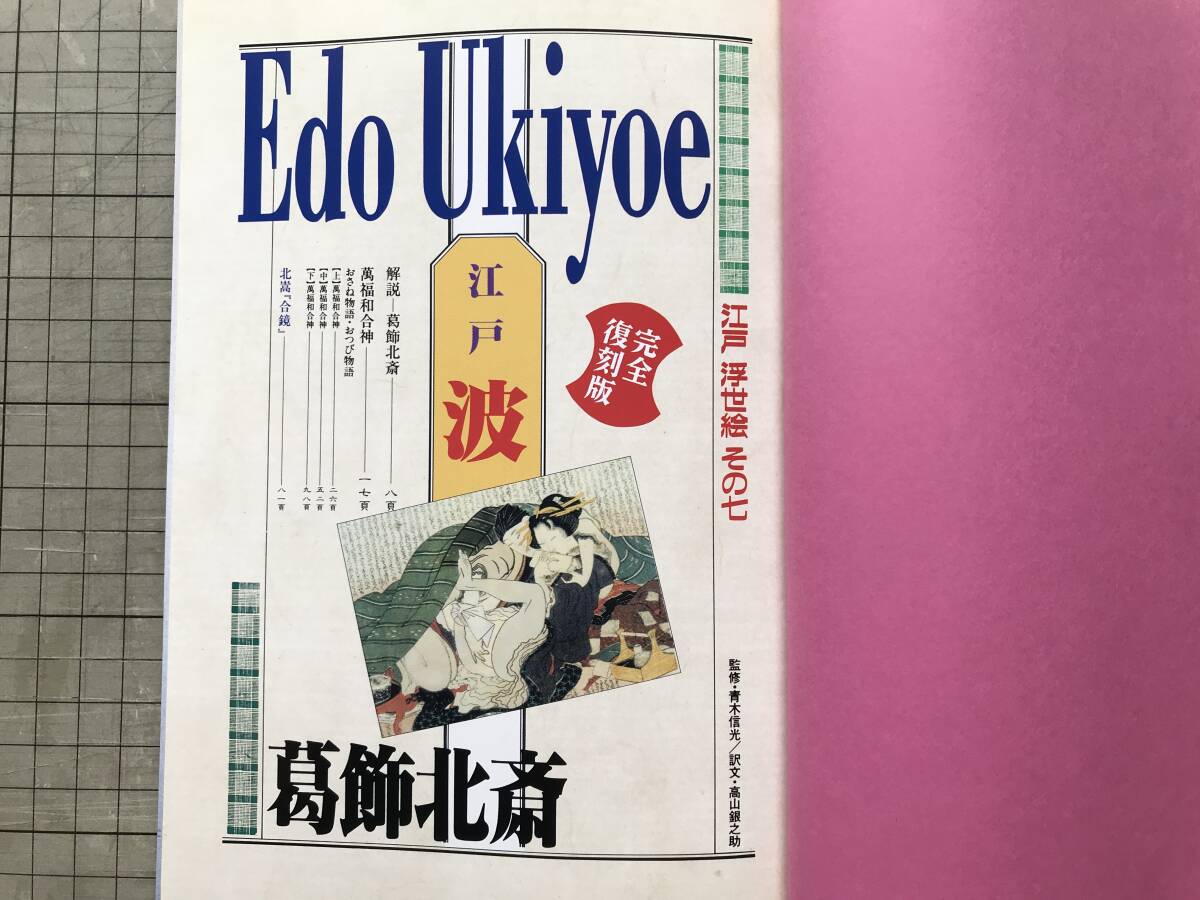 Edo Ukiyoe
江戸 浮世絵 その七
完全
復刻版
江戸
波
解説―葛飾北斎――八頁
萬福和合神――一七頁
おさね物語・おつび物語
【上】萬福和合神――二六頁
【中】萬福和合神――五二頁
【下】萬福和合神――九八頁
北嵩『合鏡』――八一頁
葛飾北斎
監修・青木信光/訳文・高山銀之助